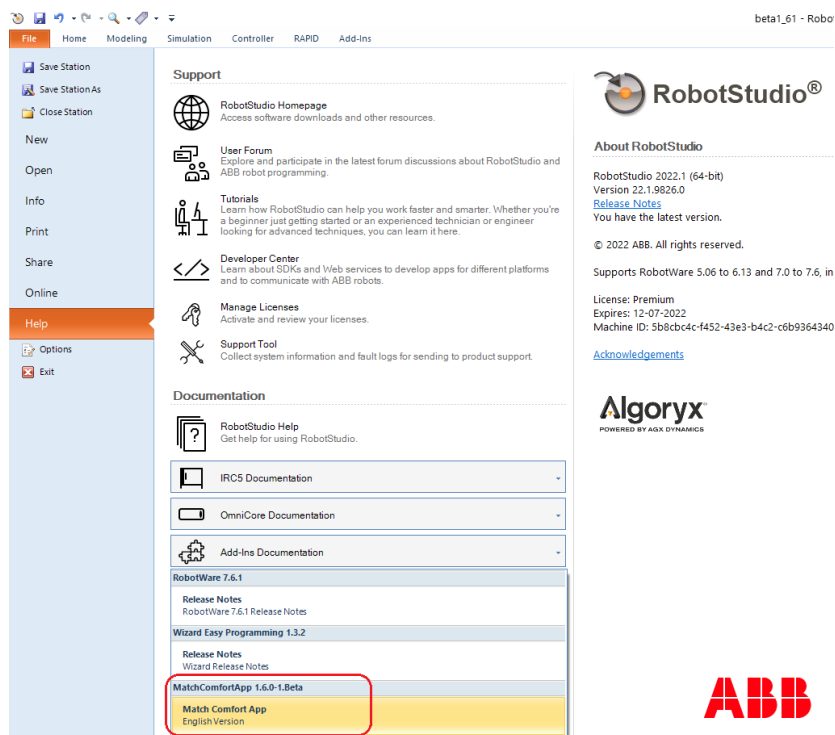 beta1_61 - Robot
File Home Modeling Simulation Controller RAPID Add-Ins
Save Station
Save Station As
Close Station
New
Open
Info
Print
Share
Online
Help
Options
Exit
Support
RobotStudio Homepage
Access software downloads and other resources.
User Forum
Explore and participate in the latest forum discussions about RobotStudio and
ABB robot programming.
Tutorials
Learn how RobotStudio can help you work faster and smarter. Whether you're
a beginner just getting started or an experienced technician or engineer
looking for advanced techniques, you can learn it here.
Developer Center
Learn about SDKs and Web services to develop apps for different platforms
and to communicate with ABB robots.
Manage Licenses
Activate and review your licenses.
Support Tool
Collect system information and fault logs for sending to product support.
Documentation
RobotStudio Help
Get help for using RobotStudio.
IRC5 Documentation
OmniCore Documentation
Add-Ins Documentation
RobotWare 7.6.1
Release Notes
RobotWare 7.6.1 Release Notes
Wizard Easy Programming 1.3.2
Release Notes
Wizard Release Notes
MatchComfortApp 1.6.0-1.Beta
Match Comfort App
English Version
RobotStudio®
About RobotStudio
RobotStudio 2022.1 (64-bit)
Version 22.1.9826.0
Release Notes
You have the latest version.
© 2022 ABB. All rights reserved.
Supports RobotWare 5.06 to 6.13 and 7.0 to 7.6, in
License: Premium
Expires: 12-07-2022
Machine ID: 5b8cbc4c-f452-43e3-b4c2-c6b9364340
Acknowledgements
Algoryx
POWERED BY AGX DYNAMICS
ABB